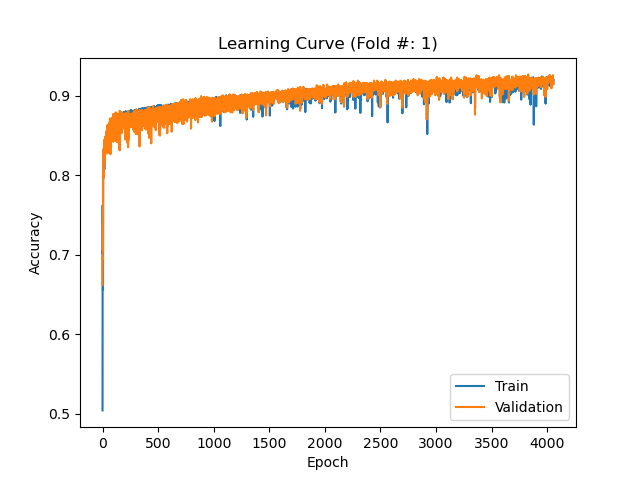 Learning Curve (Fold #: 1)
0.9
0.8
0.7
0.6
0.5
Accuracy
Train
Validation
0 500 1000 1500 2000 2500 3000 3500 4000
Epoch